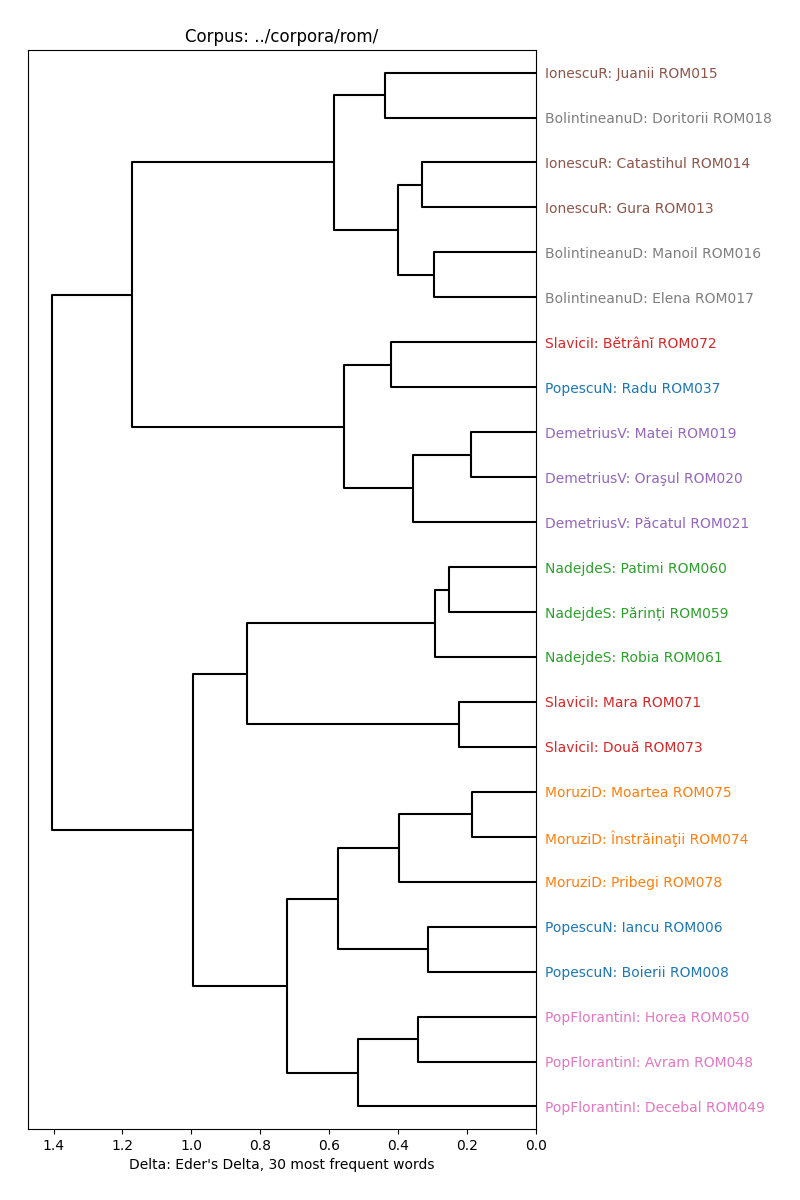 Corpus: ../corpora/rom/
IonescuR: Juanii ROM015
BolintineanuD: Doritorii ROM018
IonescuR: Catastihul ROM014
IonescuR: Gura ROM013
BolintineanuD: Manoil ROM016
BolintineanuD: Elena ROM017
SlaviciI: Bĕtrânĭ ROM072
PopescuN: Radu ROM037
DemetriusV: Matei ROM019
DemetriusV: Oraşul ROM020
DemetriusV: Păcatul ROM021
NadejdeS: Patimi ROM060
NadejdeS: Părinți ROM059
NadejdeS: Robia ROM061
SlaviciI: Mara ROM071
SlaviciI: Două ROM073
MoruziD: Moartea ROM075
MoruziD: Înstrăinaţii ROM074
MoruziD: Pribegi ROM078
PopescuN: Iancu ROM006
PopescuN: Boierii ROM008
PopFlorantinI: Horea ROM050
PopFlorantinI: Avram ROM048
PopFlorantinI: Decebal ROM049
1.4 1.2 1.0 0.8 0.6 0.4 0.2 0.0
Delta: Eder's Delta, 30 most frequent words